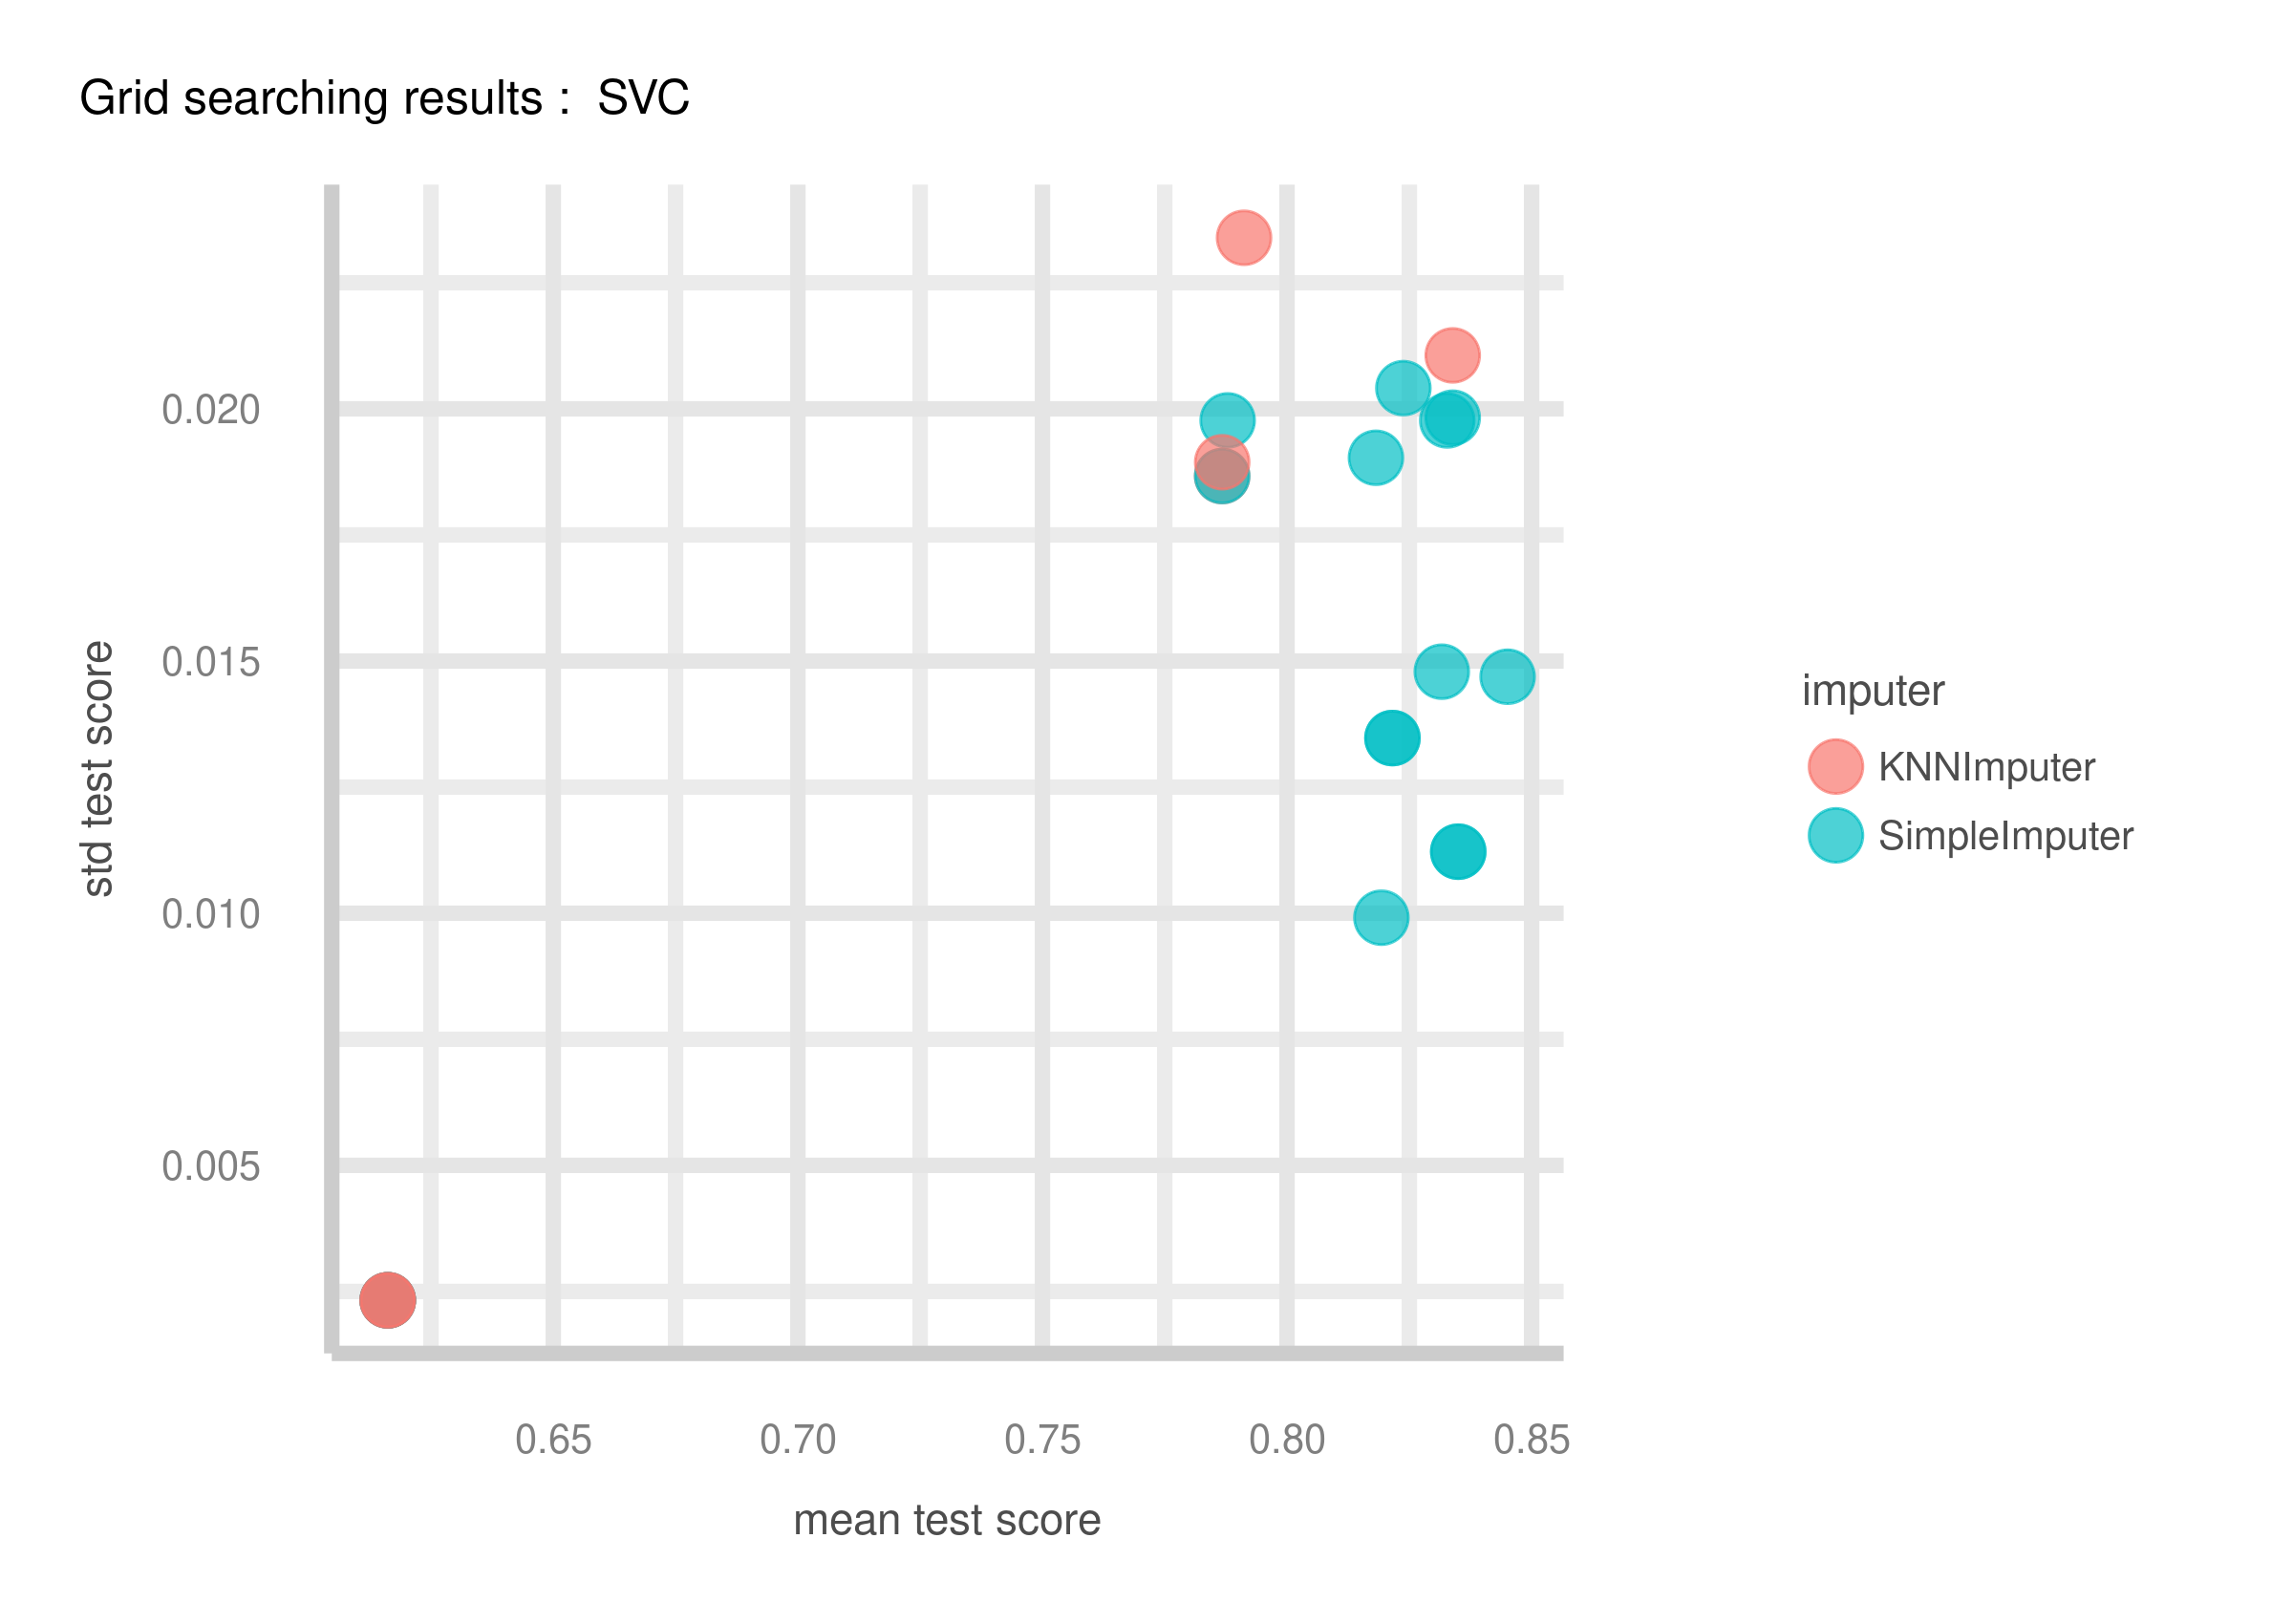 Grid searching results :  SVC
0.020
0.015
0.010
0.005
std test score
0.65
0.70
0.75
0.80
0.85
mean test score
imputer
KNNImputer
SimpleImputer